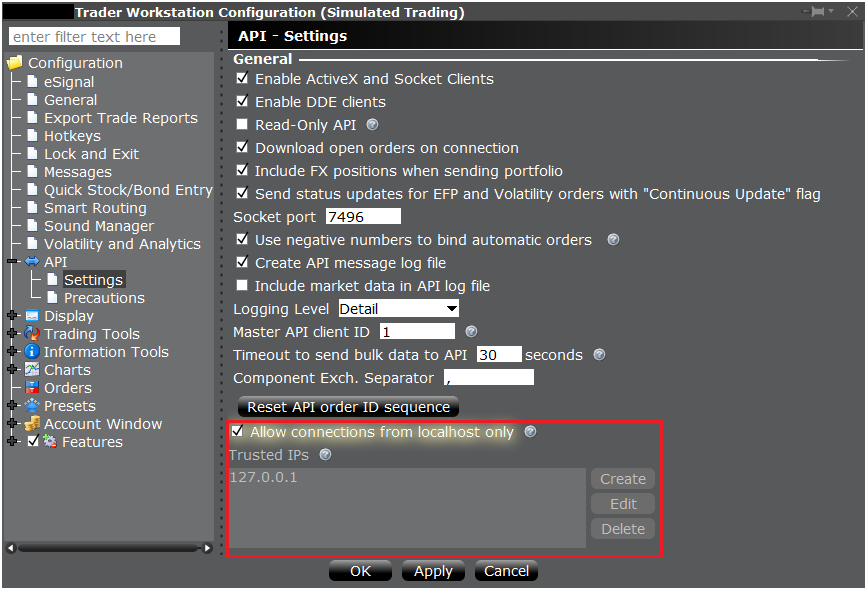 Trader Workstation Configuration (Simulated Trading)
enter filter text here
Configuration
eSignal
General
Export Trade Reports
Hotkeys
Lock and Exit
Messages
Quick Stock/Bond Entry
Smart Routing
Sound Manager
Volatility and Analytics
API
Settings
Precautions
Display
Trading Tools
Information Tools
Charts
Orders
Presets
Account Window
Features
API - Settings
General
Enable ActiveX and Socket Clients
Enable DDE clients
Read-Only API ?
Download open orders on connection
Include FX positions when sending portfolio
Send status updates for EFP and Volatility orders with "Continuous Update" flag
Socket port 7496
Use negative numbers to bind automatic orders ?
Create API message log file
Include market data in API log file
Logging Level Detail
Master API client ID 1 ?
Timeout to send bulk data to API 30 seconds ?
Component Exch. Separator ,
Reset API order ID sequence
Allow connections from localhost only ?
Trusted IPs ?
127.0.0.1
Create
Edit
Delete
OK Apply Cancel